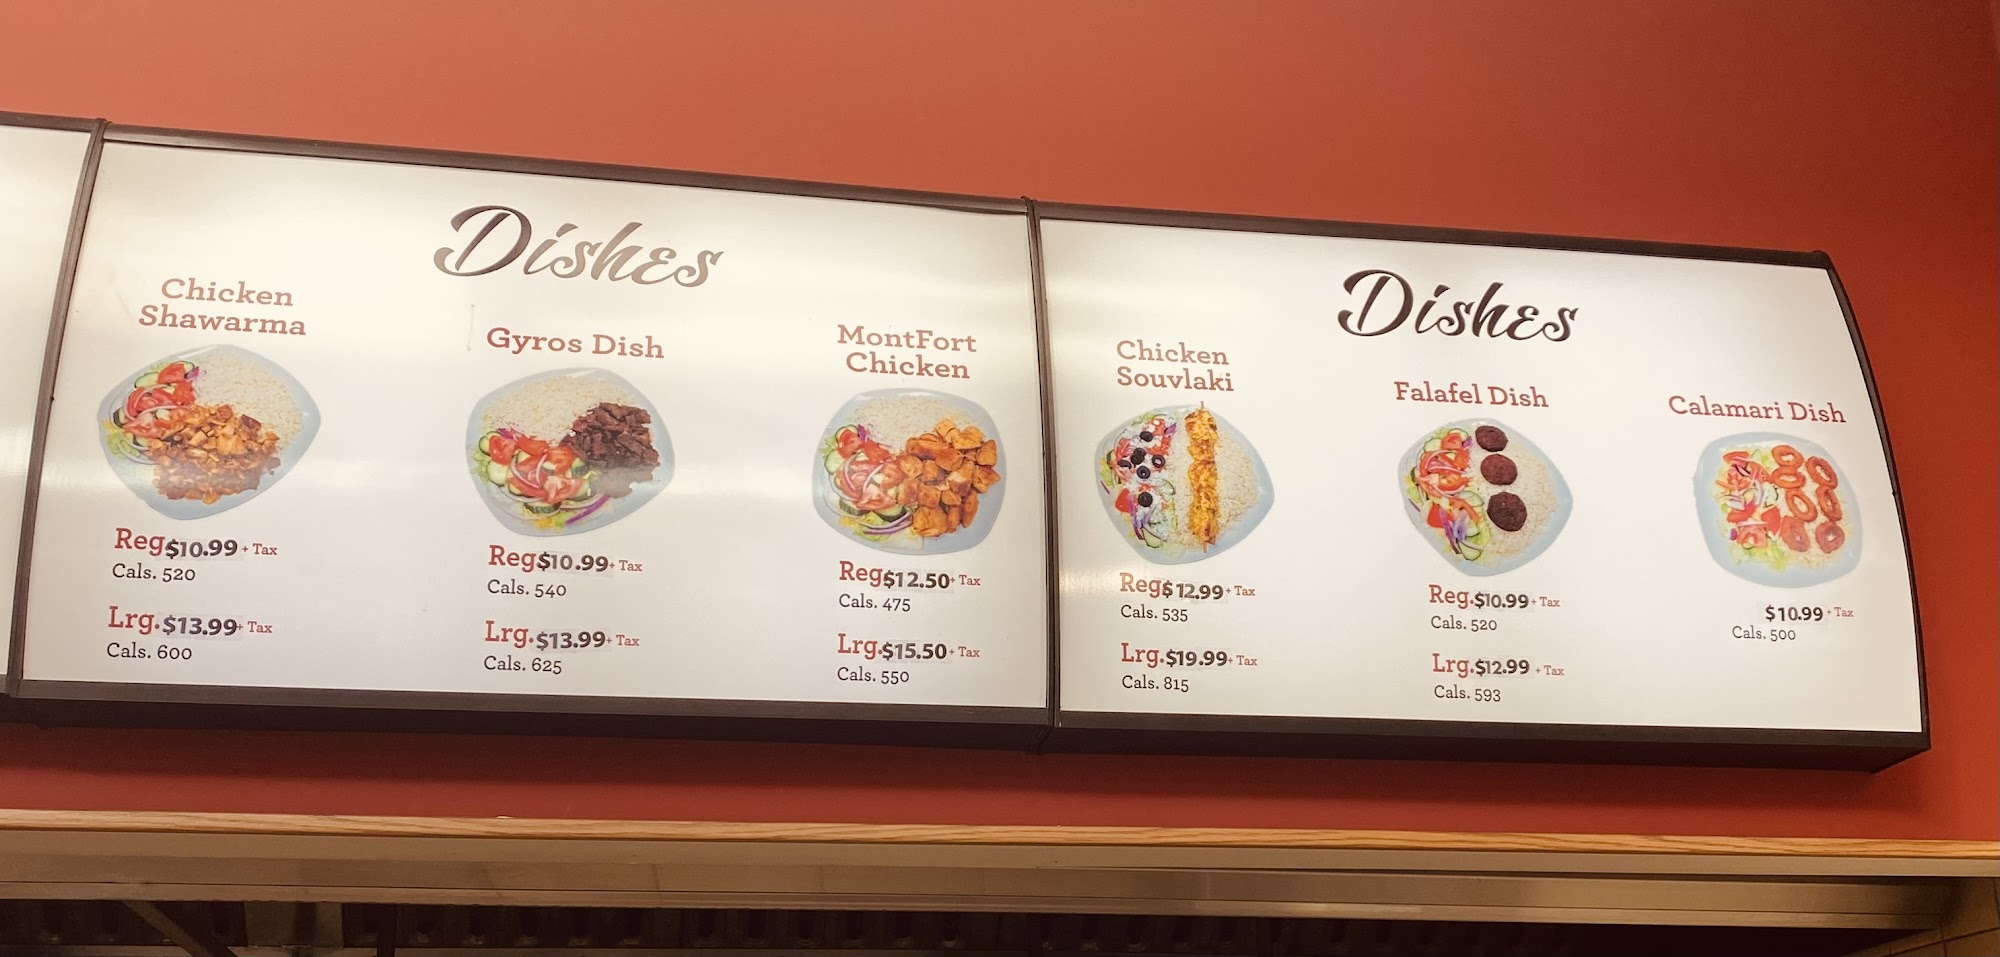 Dishes
Chicken
Shawarma
Reg $10.99 + Tax
Cals. 520
Lrg. $13.99 + Tax
Cals. 600
Gyros Dish
Reg $10.99 + Tax
Cals. 540
Lrg. $13.99 + Tax
Cals. 625
MontFort
Chicken
Reg $12.50 + Tax
Cals. 475
Lrg. $15.50 + Tax
Cals. 550
Dishes
Chicken
Souvlaki
Reg $12.99 + Tax
Cals. 535
Lrg. $19.99 + Tax
Cals. 815
Falafel Dish
Reg. $10.99 + Tax
Cals. 520
Lrg. $12.99 + Tax
Cals. 593
Calamari Dish
$10.99 + Tax
Cals. 500